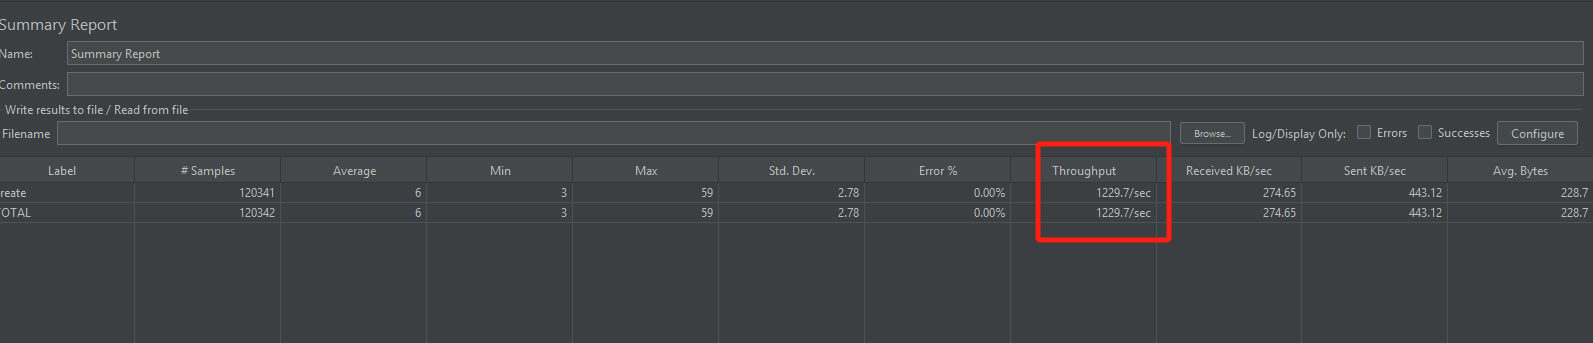 Summary Report
Name: Summary Report
Comments:
Write results to file / Read from file
Filename Browse... Log/Display Only: Errors Successes Configure
Label # Samples Average Min Max Std. Dev. Error % Throughput Received KB/sec Sent KB/sec Avg. Bytes
reate 120341 6 3 59 2.78 0.00% 1229.7/sec 274.65 443.12 228.7
OTAL 120342 6 3 59 2.78 0.00% 1229.7/sec 274.65 443.12 228.7